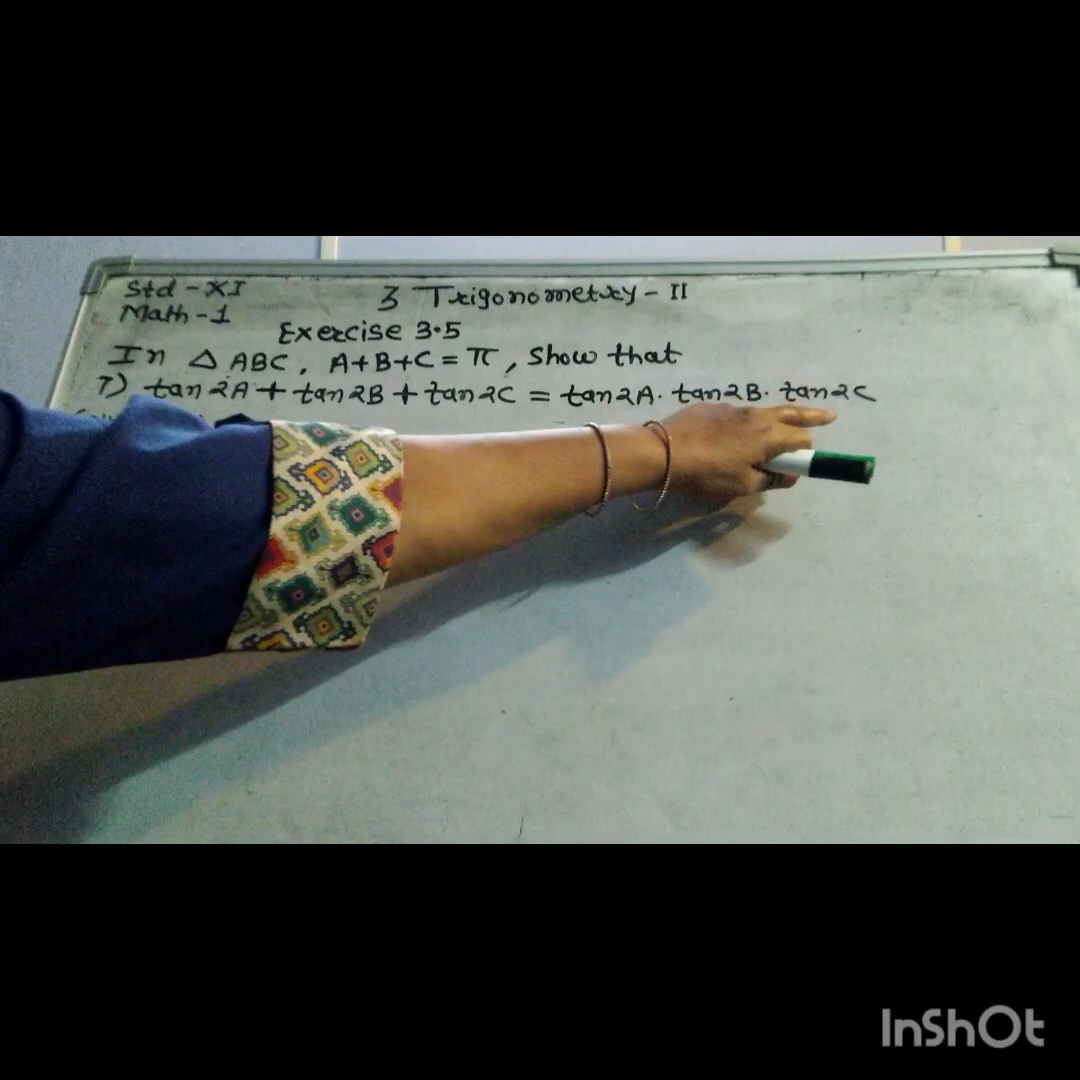 Std - XI
3 Trigonometry - II
Math - 1
Exercise 3.5
In △ ABC, A+B+C = π, Show that
7) tan2A + tan2B + tan2C = tan2A. tan2B. tan2C
InShOt